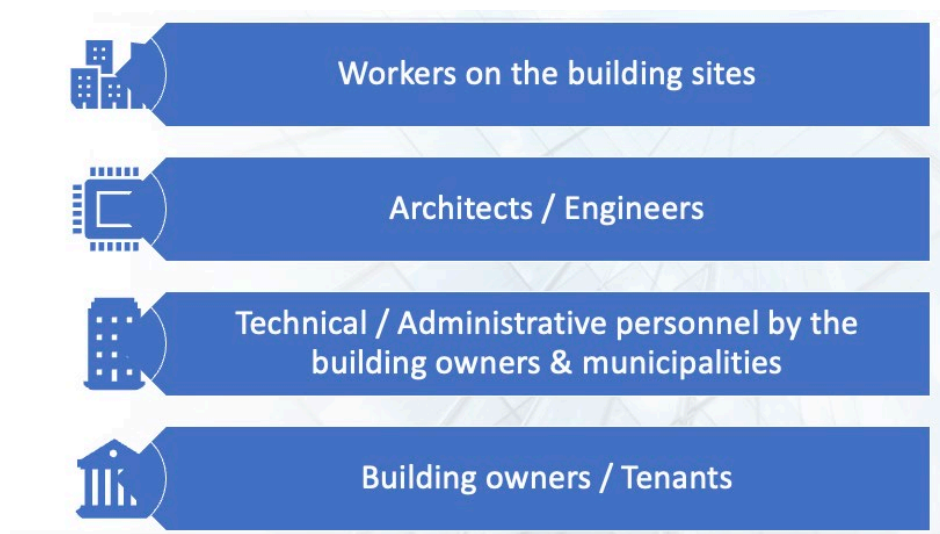 Workers on the building sites
Architects / Engineers
Technical / Administrative personnel by the
building owners & municipalities
Building owners / Tenants